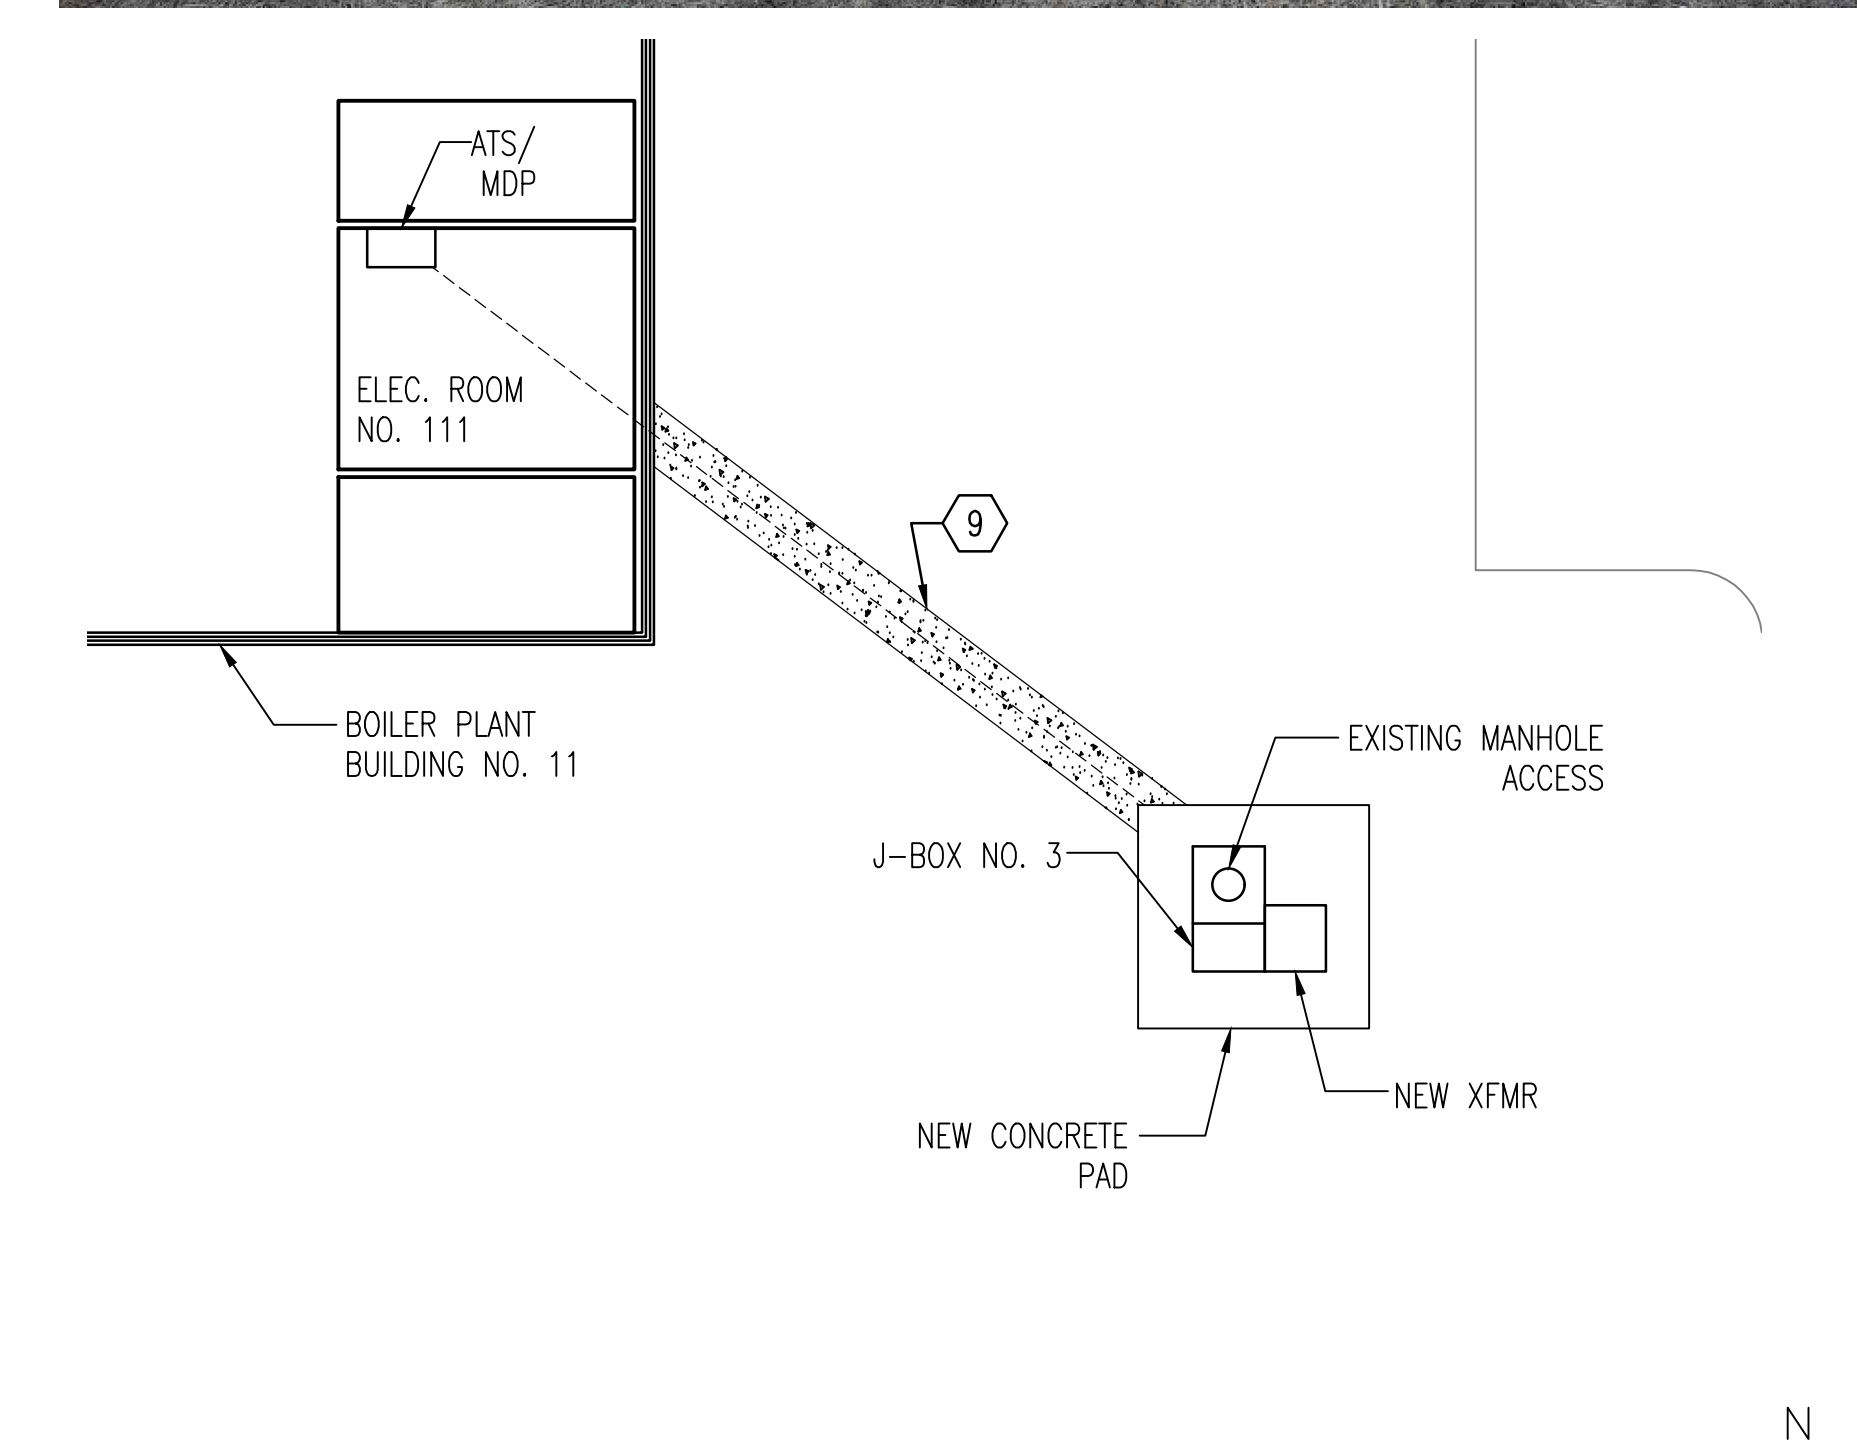 ATS/
MDP
ELEC. ROOM
NO. 111
9
BOILER PLANT
BUILDING NO. 11
EXISTING MANHOLE
ACCESS
J-BOX NO. 3
NEW XFMR
NEW CONCRETE
PAD
N